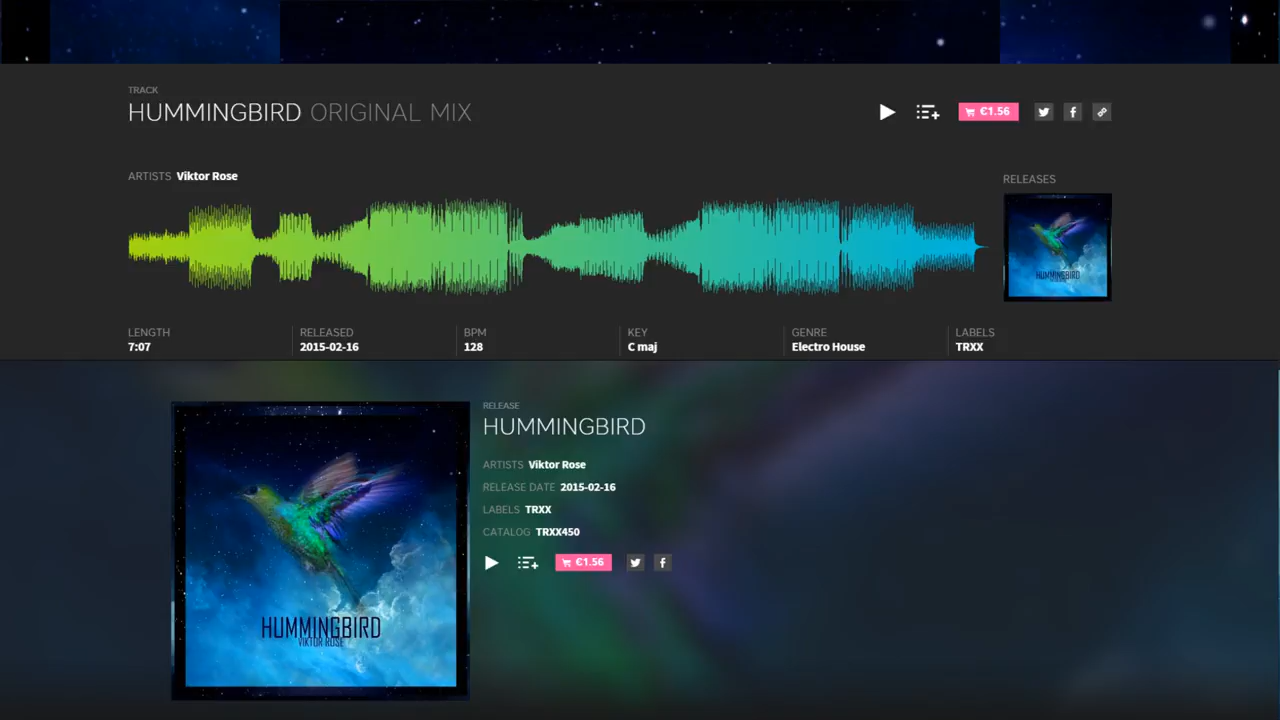 TRACK
HUMMINGBIRD ORIGINAL MIX
€1.56
ARTISTS Viktor Rose
RELEASES
HUMMINGBIRD
LENGTH
7:07
RELEASED
2015-02-16
BPM
128
KEY
C maj
GENRE
Electro House
LABELS
TRXX
RELEASE
HUMMINGBIRD
ARTISTS Viktor Rose
RELEASE DATE 2015-02-16
LABELS TRXX
CATALOG TRXX450
€1.56
HUMMINGBIRD
VIKTOR ROSE